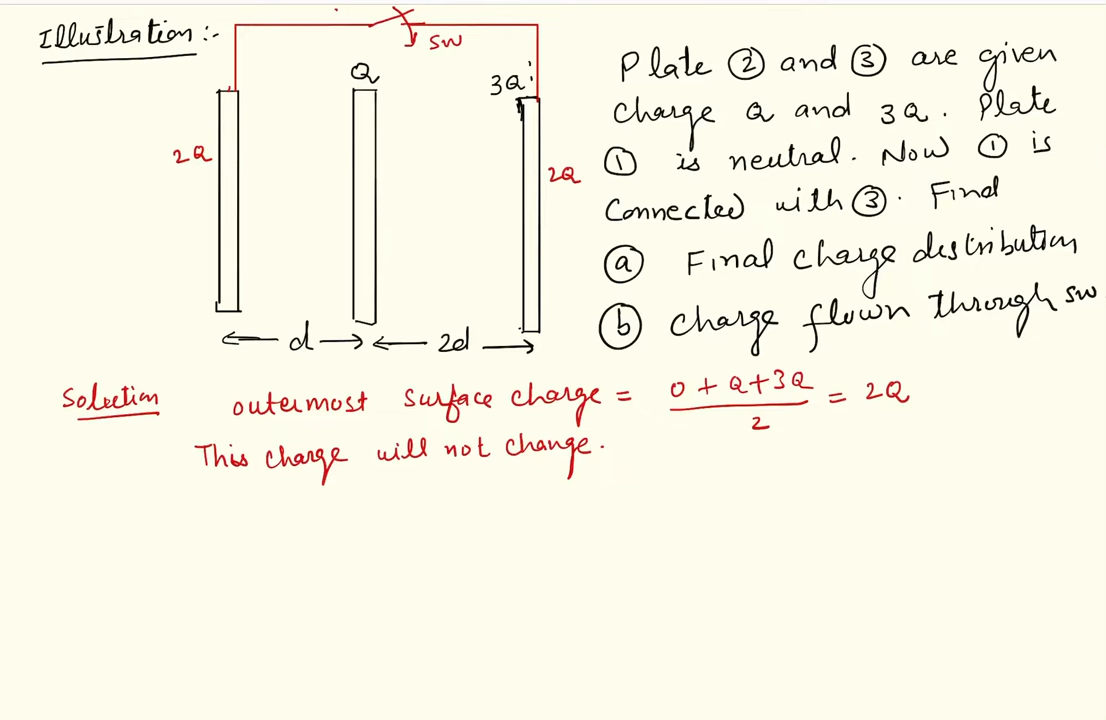 Illustration :-
SW
Q
3Q
2Q
2Q
d
2d
Plate ② and ③ are given
charge Q and 3Q. Plate
① is neutral. Now ① is
Connected with ③. Find
ⓐ Final charge distribution
ⓑ charge flown through SW
Solution outermost surface charge = 0 + Q + 3Q / 2 = 2Q
This charge will not change.